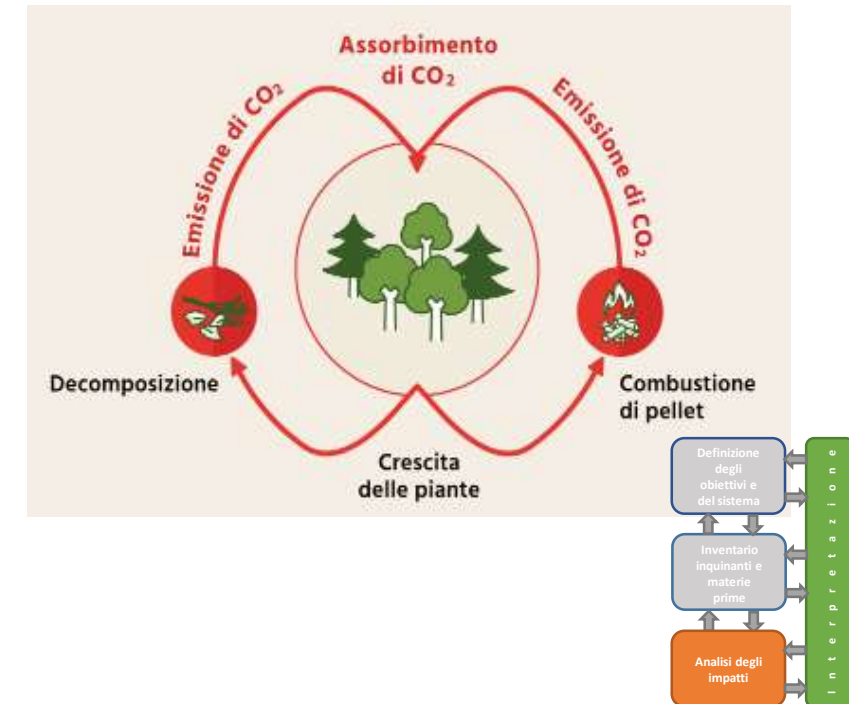 Assorbimento
di CO₂
Emissione di CO₂
Emissione di CO₂
Decomposizione
Combustione
di pellet
Crescita
delle piante
Definizione
degli
obiettivi e
del sistema
Inventario
inquinanti e
materie
prime
Analisi degli
impatti
Interpretazione